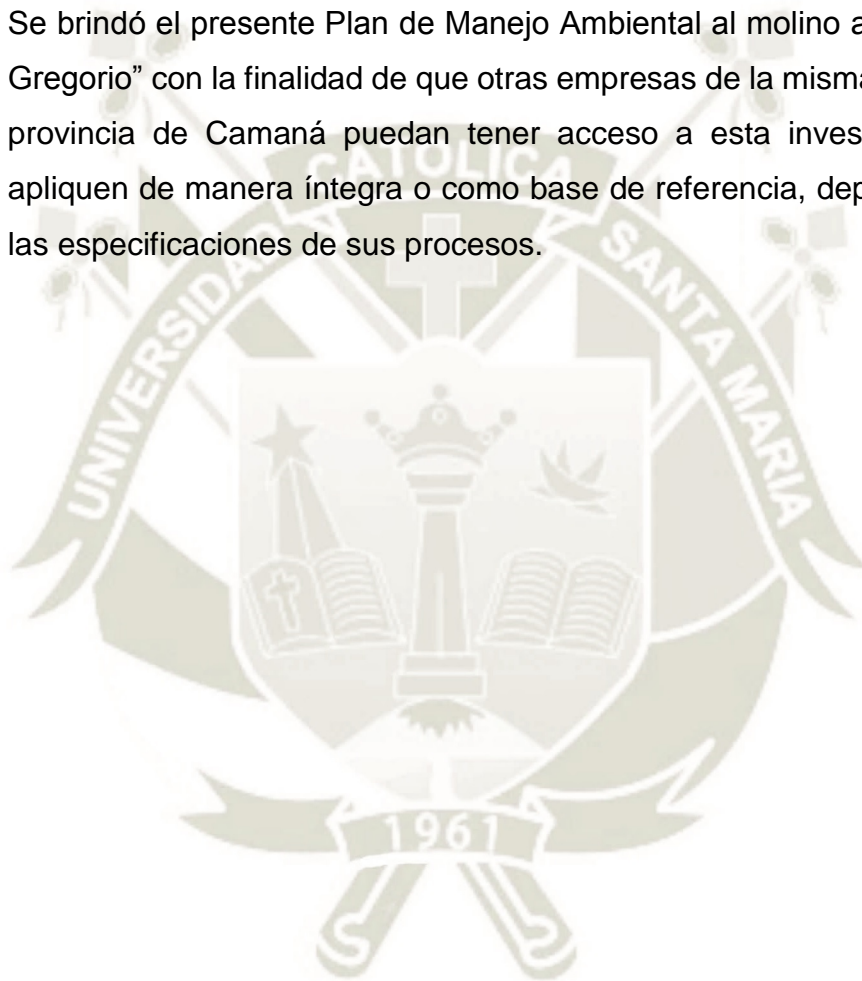 Se brindó el presente Plan de Manejo Ambiental al molino a
Gregorio” con la finalidad de que otras empresas de la misma
provincia de Camaná puedan tener acceso a esta inves
apliquen de manera íntegra o como base de referencia, dep
las especificaciones de sus procesos.
UNIVERSIDAD CATOLICA SANTA MARIA
1961